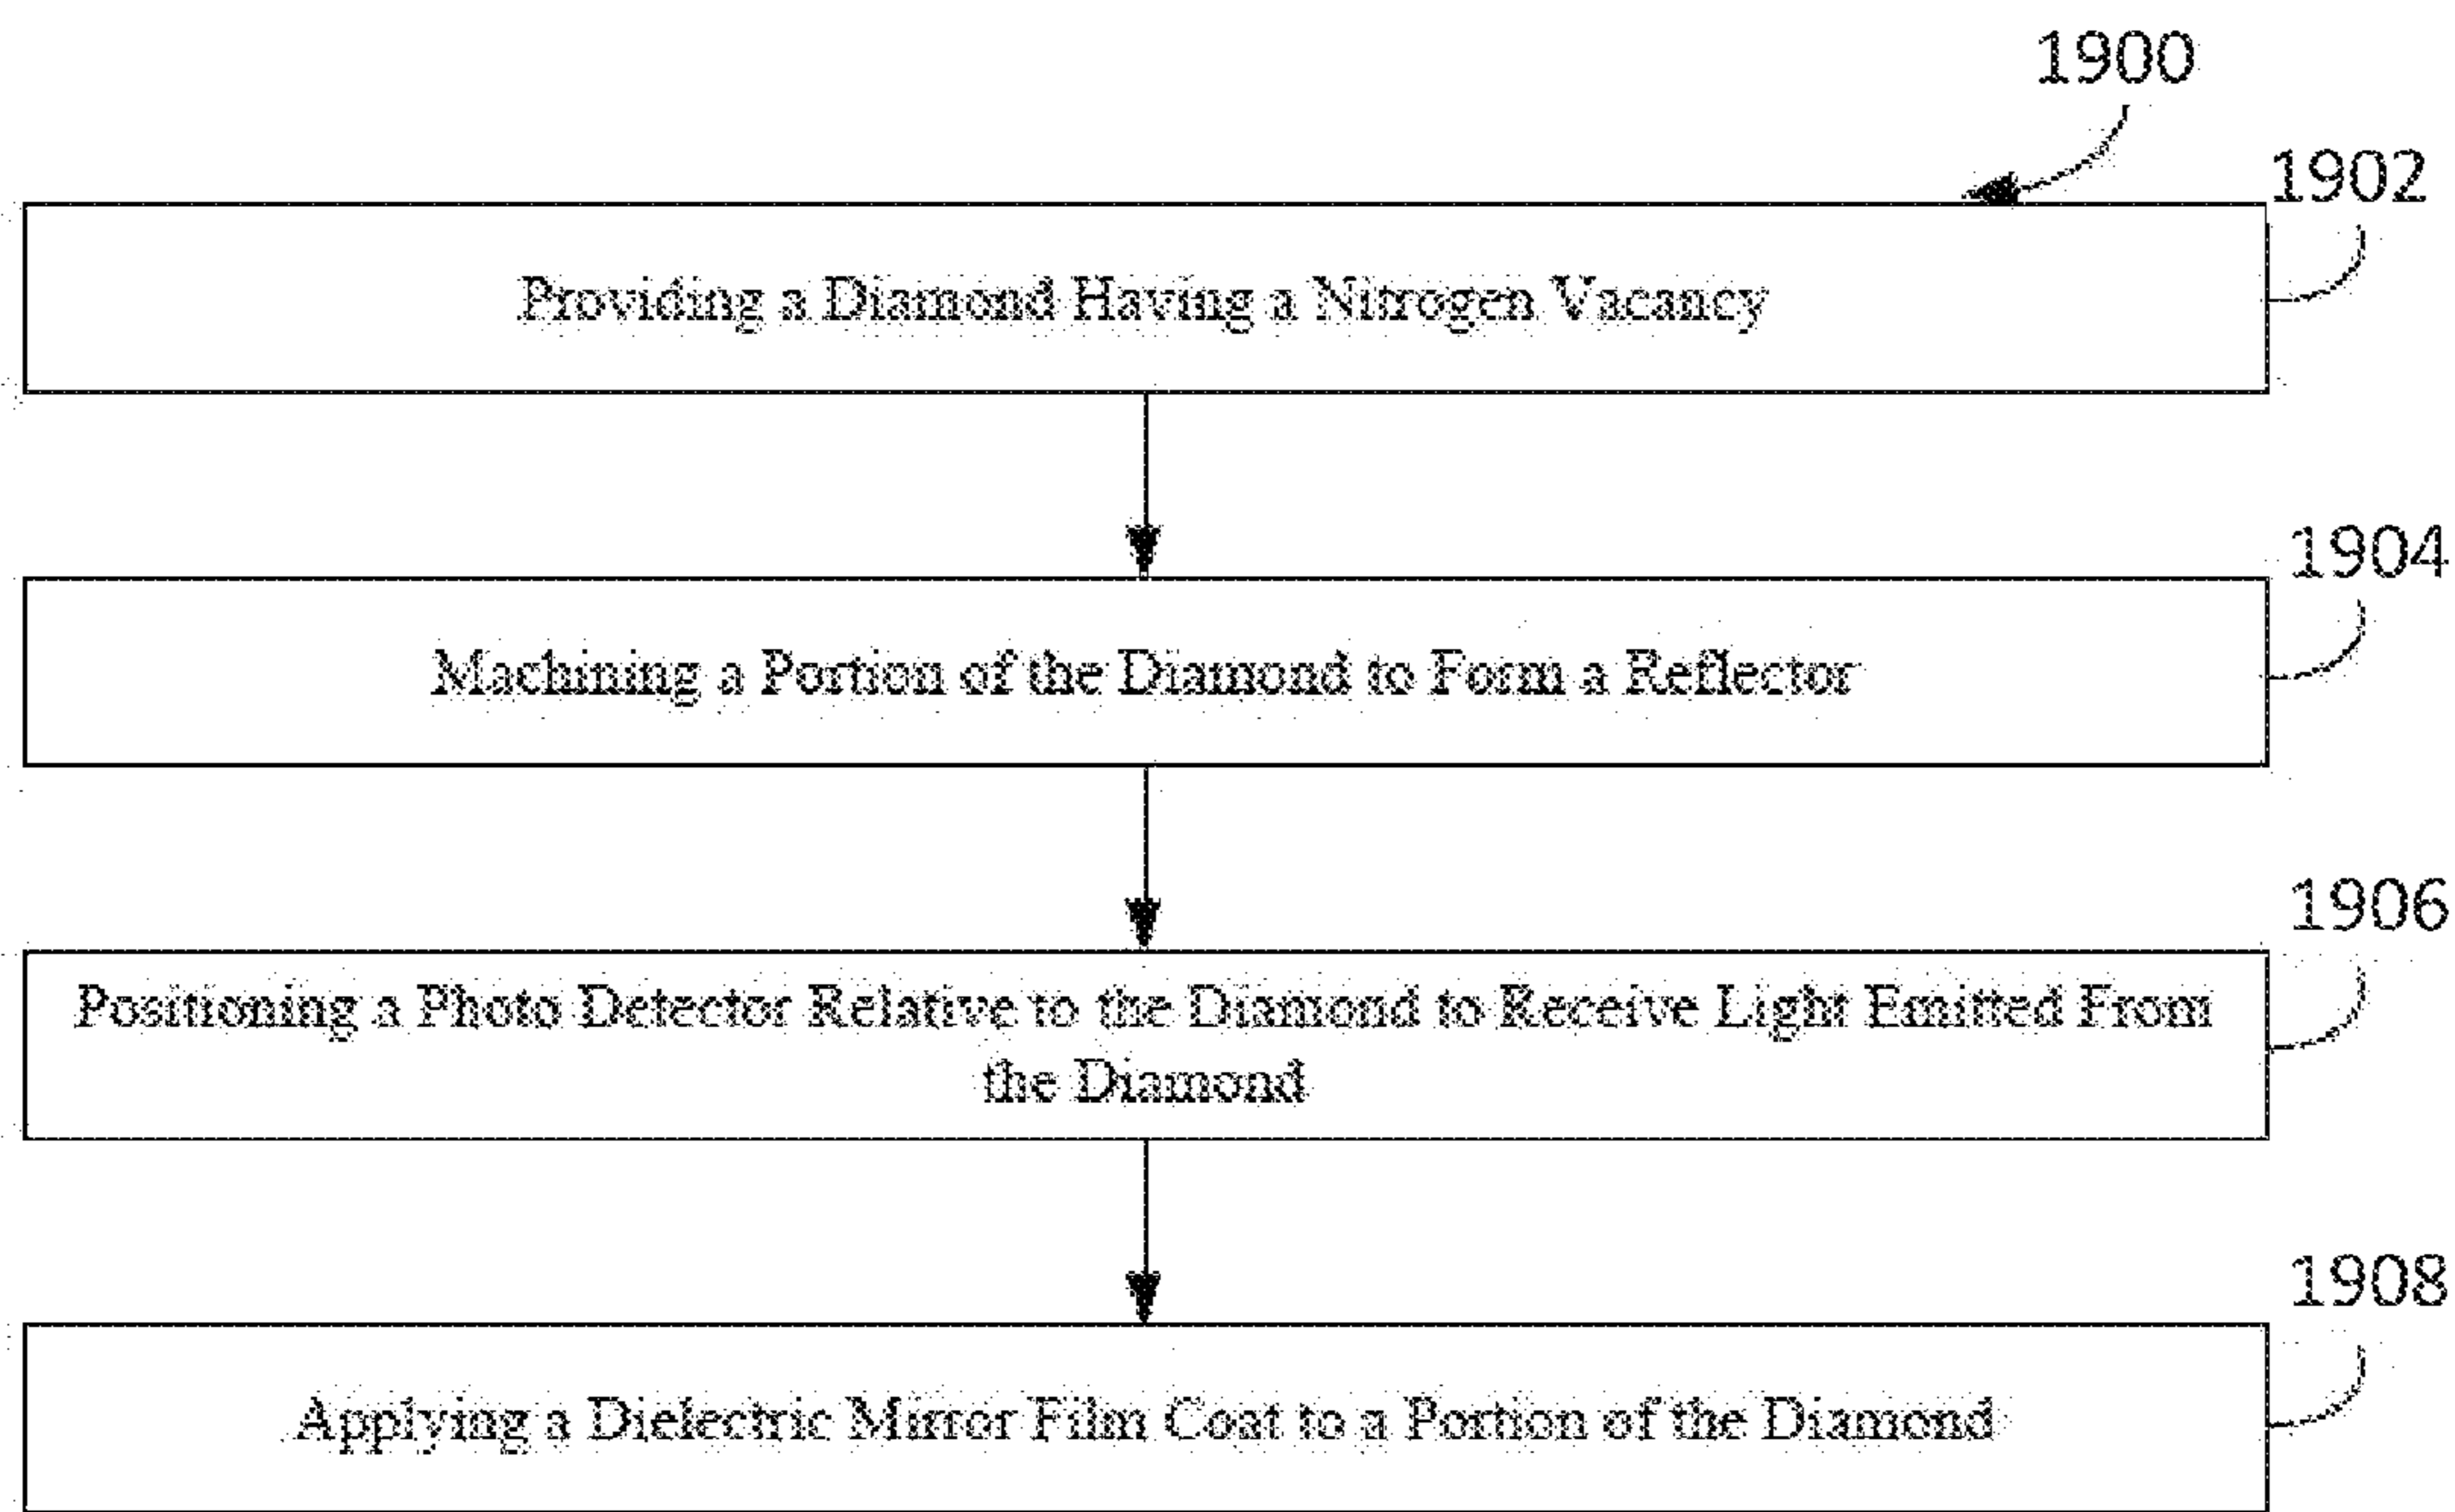 1900
1902
Providing a Diamond Having a Nitrogen Vacancy
1904
Machining a Portion of the Diamond to Form a Reflector
1906
Positioning a Photo Detector Relative to the Diamond to Receive Light Emitted From
the Diamond
1908
Applying a Dielectric Mirror Film Coat to a Portion of the Diamond